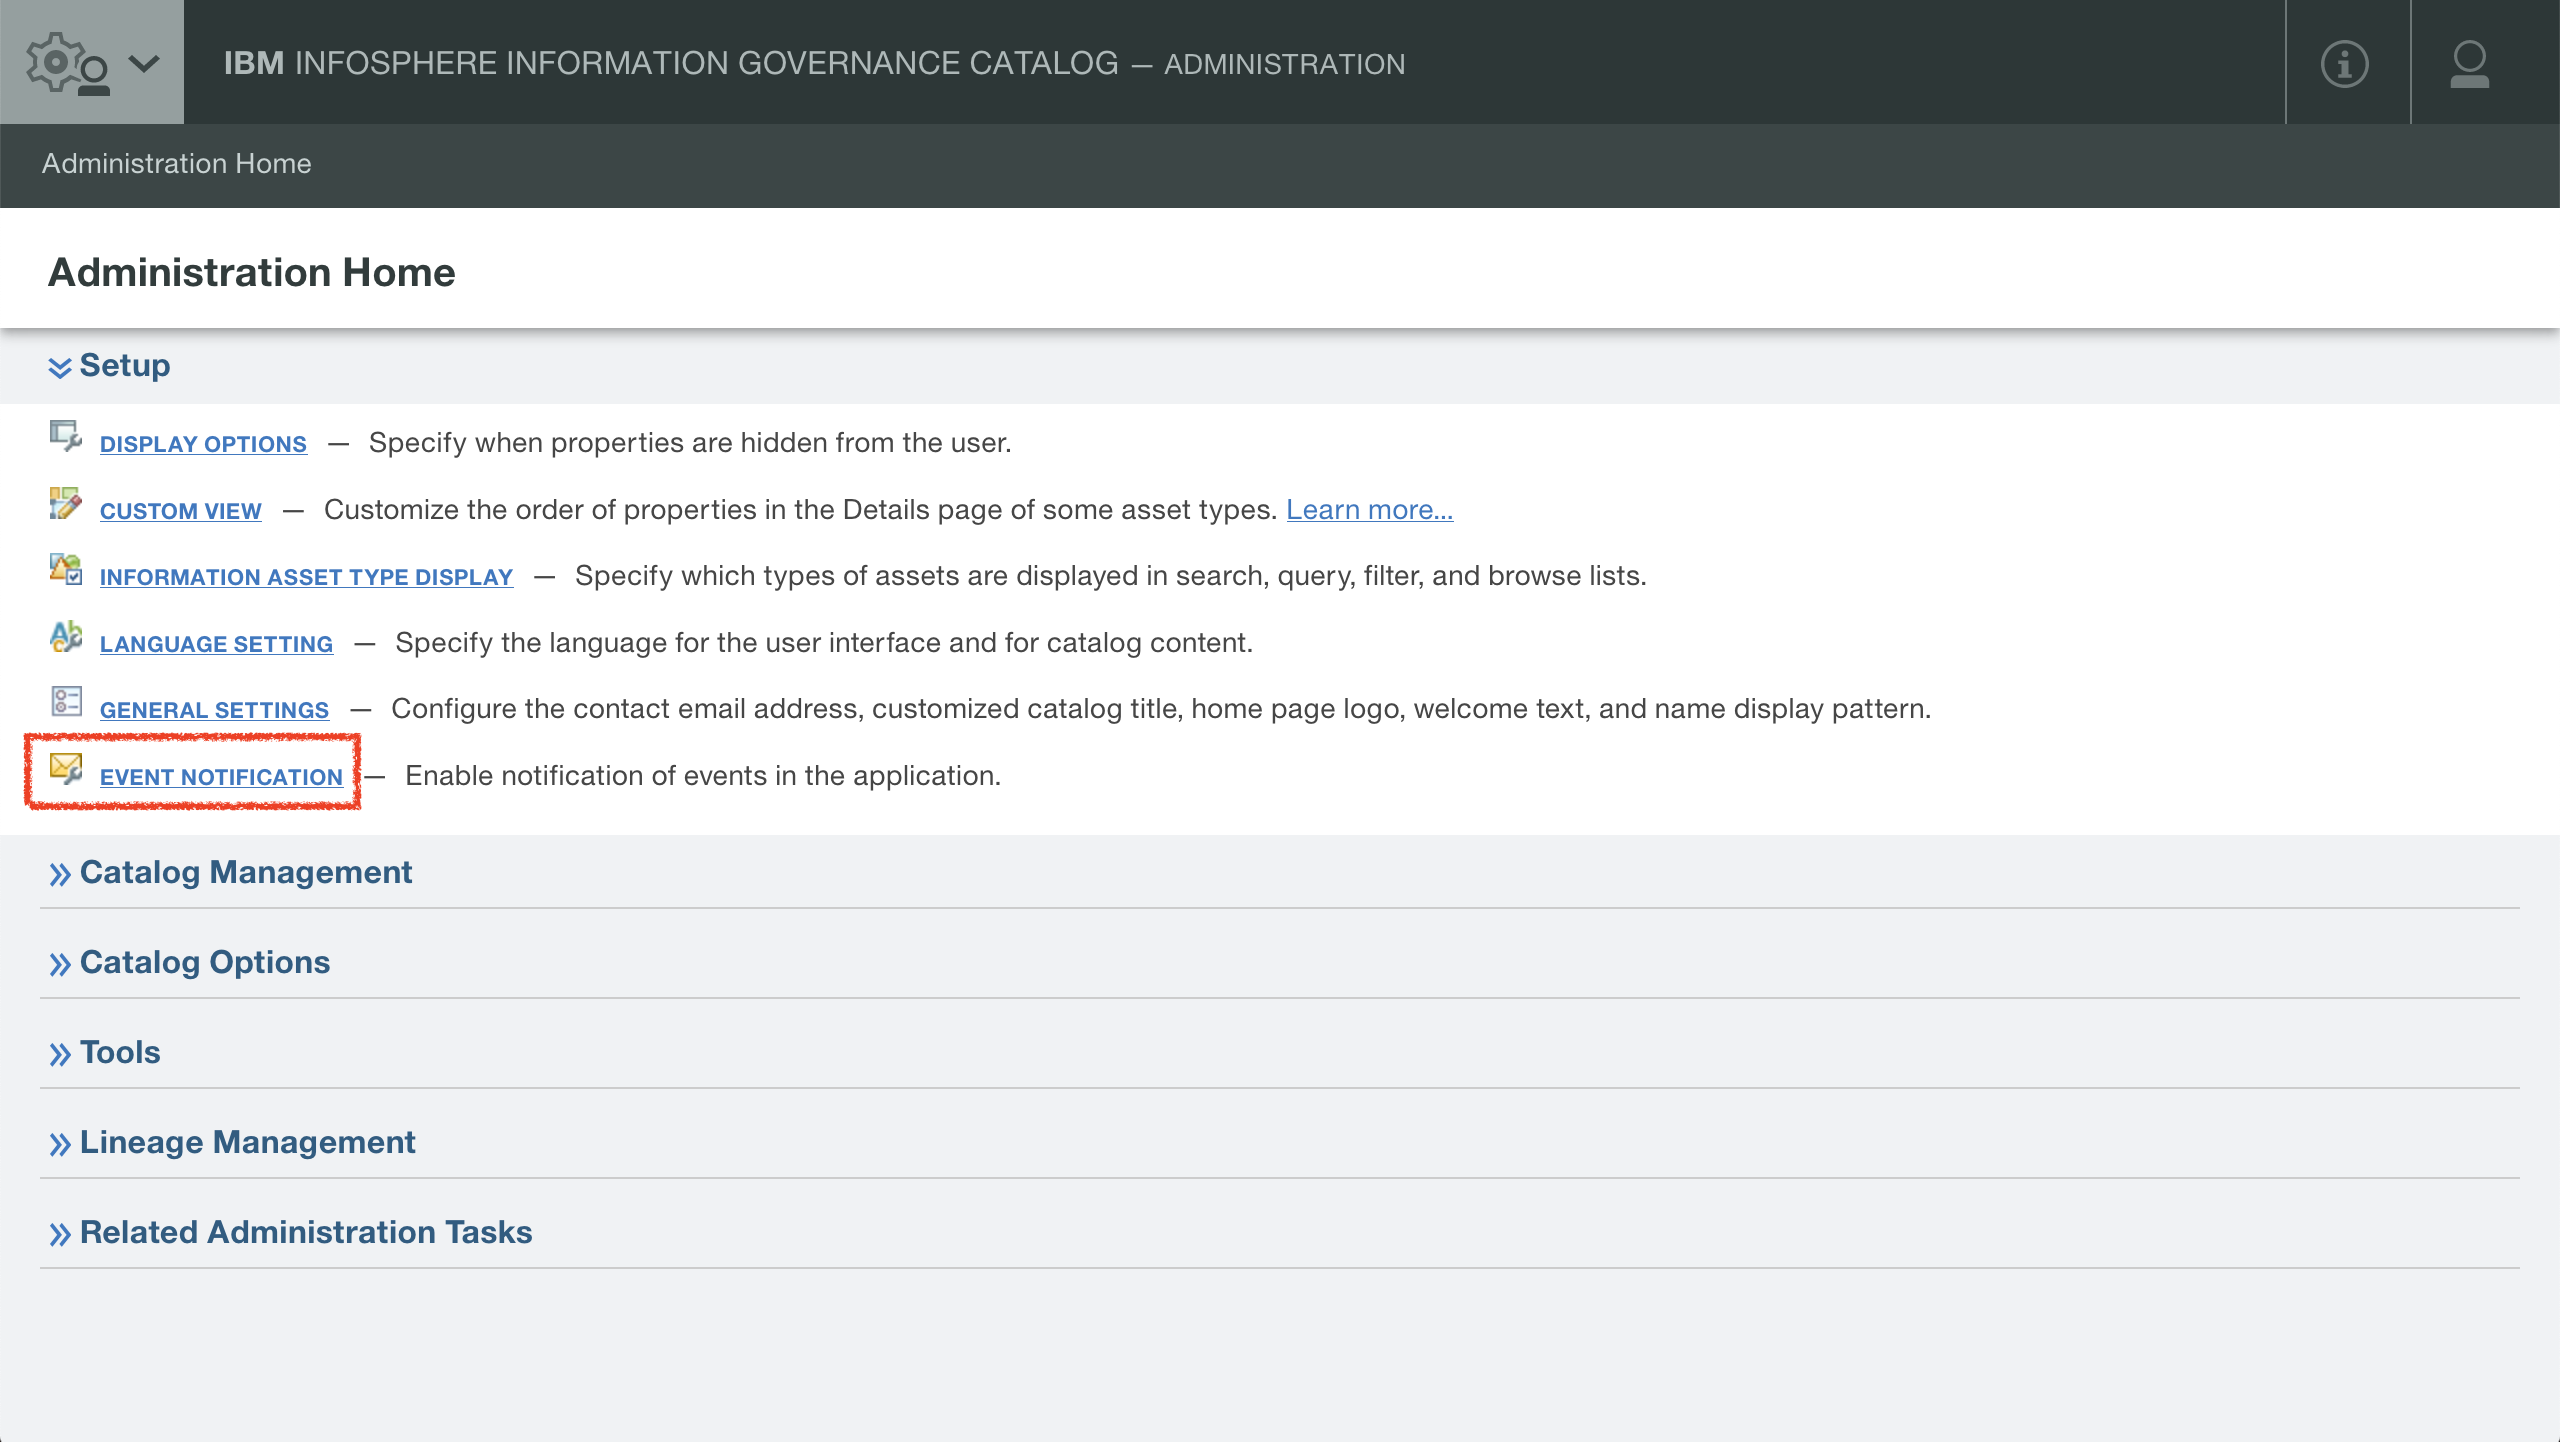 IBM INFOSPHERE INFORMATION GOVERNANCE CATALOG — ADMINISTRATION
Administration Home
Administration Home
Setup
DISPLAY OPTIONS — Specify when properties are hidden from the user.
CUSTOM VIEW — Customize the order of properties in the Details page of some asset types. Learn more...
INFORMATION ASSET TYPE DISPLAY — Specify which types of assets are displayed in search, query, filter, and browse lists.
LANGUAGE SETTING — Specify the language for the user interface and for catalog content.
GENERAL SETTINGS — Configure the contact email address, customized catalog title, home page logo, welcome text, and name display pattern.
EVENT NOTIFICATION — Enable notification of events in the application.
Catalog Management
Catalog Options
Tools
Lineage Management
Related Administration Tasks